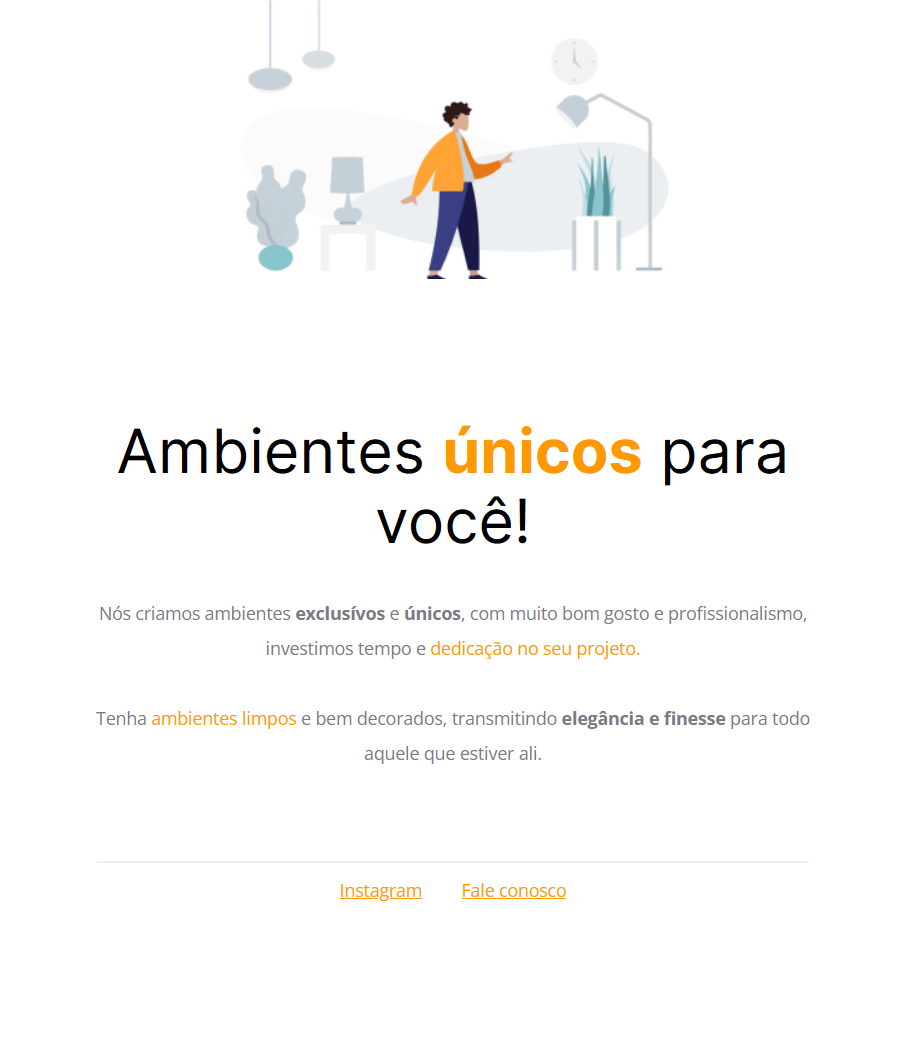 Ambientes únicos para
você!
Nós criamos ambientes exclusívos e únicos, com muito bom gosto e profissionalismo,
investimos tempo e dedicação no seu projeto.
Tenha ambientes limpos e bem decorados, transmitindo elegância e finesse para todo
aquele que estiver ali.
Instagram Fale conosco